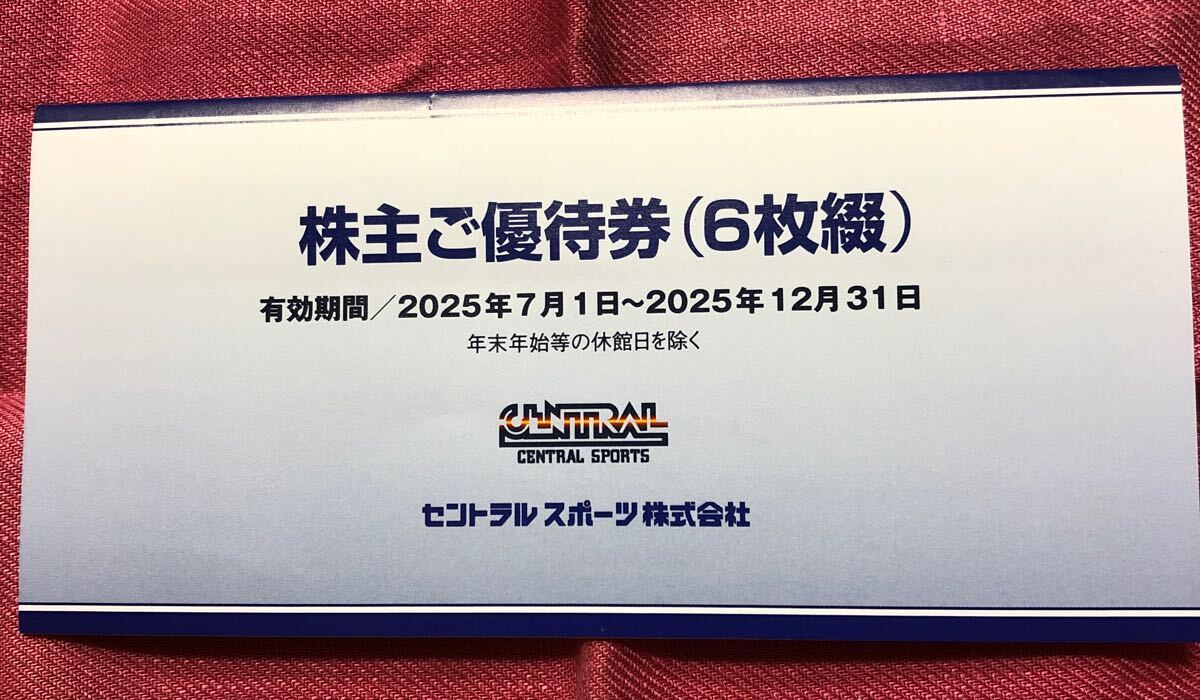 株主ご優待券(6枚綴)
有効期間/2025年7月1日~2025年12月31日
年末年始等の休館日を除く
CENTRAL
CENTRAL SPORTS
セントラルスポーツ株式会社